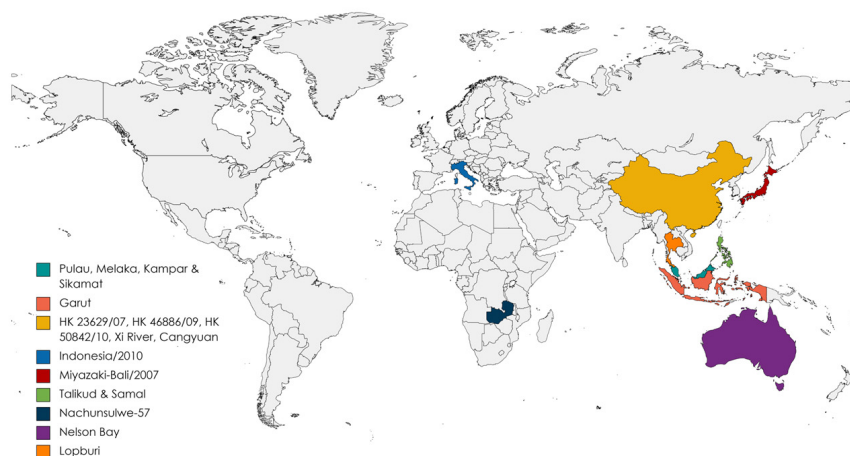 Pulau, Melaka, Kampar &
Sikamat
Garut
HK 23629/07, HK 46886/09, HK
50842/10, Xi River, Cangyuan
Indonesia/2010
Miyazaki-Bali/2007
Talikud & Samal
Nachunsulwe-57
Nelson Bay
Lopburi